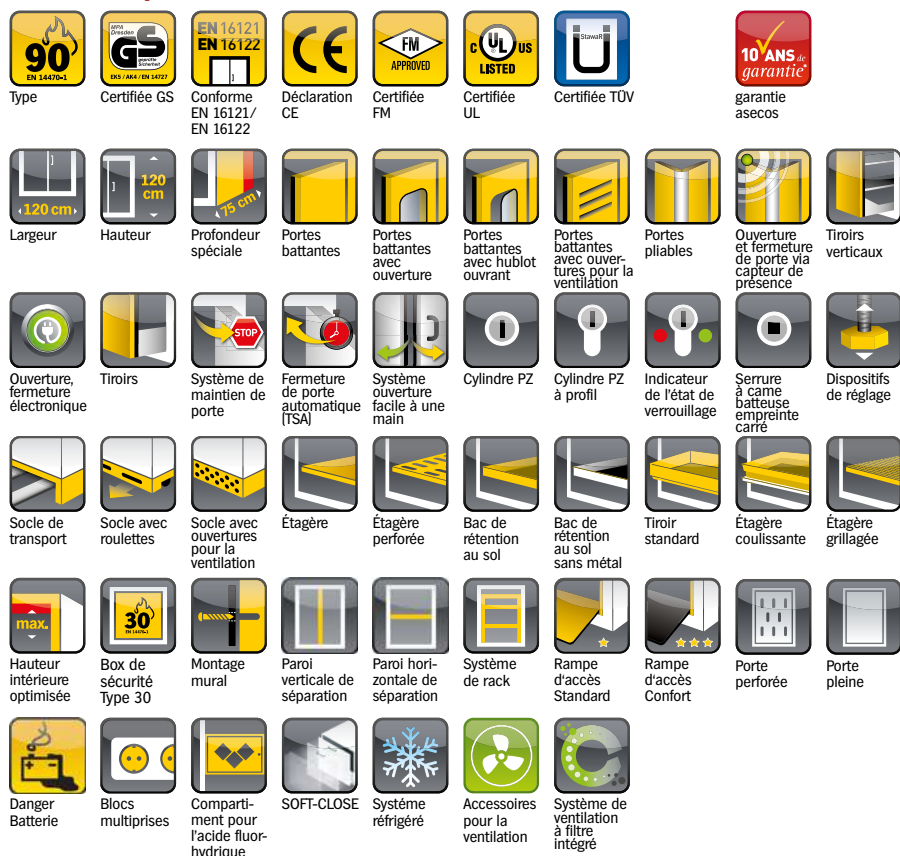 90'
EN 14470-1
Type
MPA
Dresden
GS
geprüfte
Sicherheit
EK5 / AK4 / EN 14727
Certifiée GS
EN 16121
EN 16122
Conforme
EN 16121/
EN 16122
CE
Déclaration
CE
FM
APPROVED
Certifiée
FM
C UL US
LISTED
Certifiée
UL
StawaR
Ü
Certifiée TÜV
10 ANS de
garantie*
garantie
asecos
120 cm
Largeur
120
cm
Hauteur
75 cm
Profondeur
spéciale
Portes
battantes
Portes
battantes
avec
ouverture
Portes
battantes
avec hublot
ouvrant
Portes
battantes
avec ouver-
tures pour la
ventilation
Portes
pliables
Ouverture
et fermeture
de porte via
capteur de
présence
Tiroirs
verticaux
Ouverture,
fermeture
électronique
Tiroirs
STOP
Système de
maintien de
porte
Fermeture
de porte
automatique
(TSA)
Système
ouverture
facile à une
main
Cylindre PZ
Cylindre PZ
à profil
Indicateur
de l'état de
verrouillage
Serrure
à came
batteuse
empreinte
carré
Dispositifs
de réglage
Socle de
transport
Socle avec
roulettes
Socle avec
ouvertures
pour la
ventilation
Étagère
Étagère
perforée
Bac de
rétention
au sol
Bac de
rétention
au sol
sans métal
Tiroir
standard
Étagère
coulissante
Étagère
grillagée
max.
Hauteur
intérieure
optimisée
30'
EN 14470-1
Box de
sécurité
Type 30
Montage
mural
Paroi
verticale de
séparation
Paroi hori-
zontale de
séparation
Système
de rack
Rampe
d'accès
Standard
Rampe
d'accès
Confort
Porte
perforée
Porte
pleine
Danger
Batterie
Blocs
multiprises
Comparti-
ment pour
l'acide fluor-
hydrique
SOFT-CLOSE
Systéme
réfrigéré
Accessoires
pour la
ventilation
Système de
ventilation
à filtre
intégré